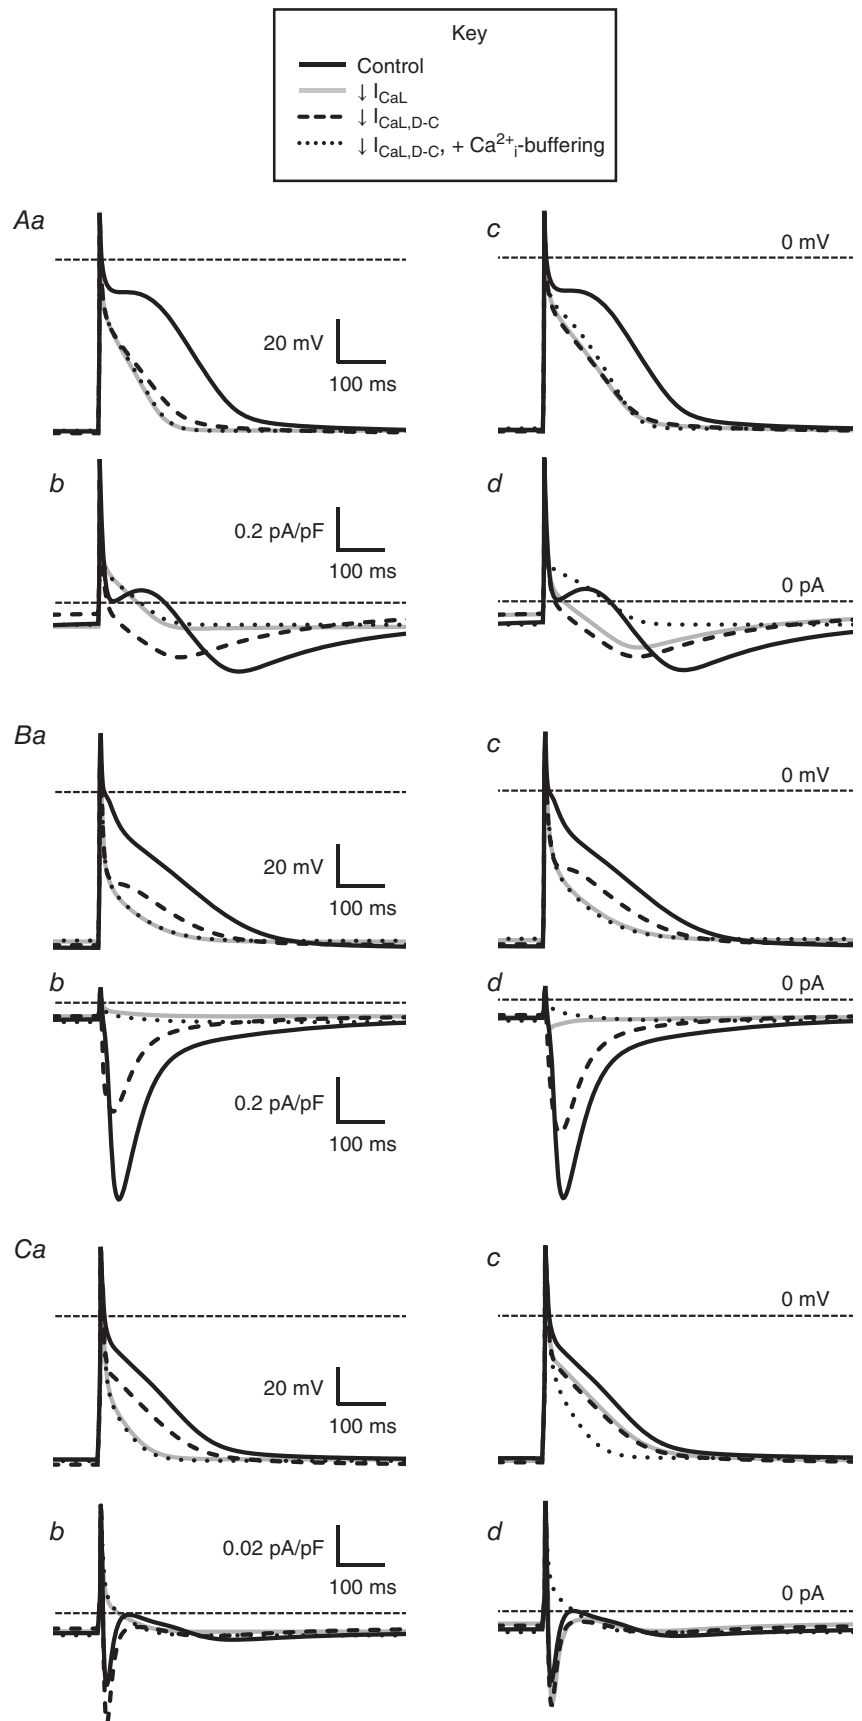 Key
Control
↓ I_CaL
↓ I_CaL,D-C
↓ I_CaL,D-C, + Ca²⁺_i-buffering
Aa
c
0 mV
20 mV
100 ms
b
d
0.2 pA/pF
100 ms
0 pA
Ba
c
0 mV
20 mV
100 ms
b
d
0 pA
0.2 pA/pF
100 ms
Ca
c
0 mV
20 mV
100 ms
b
d
0.02 pA/pF
100 ms
0 pA